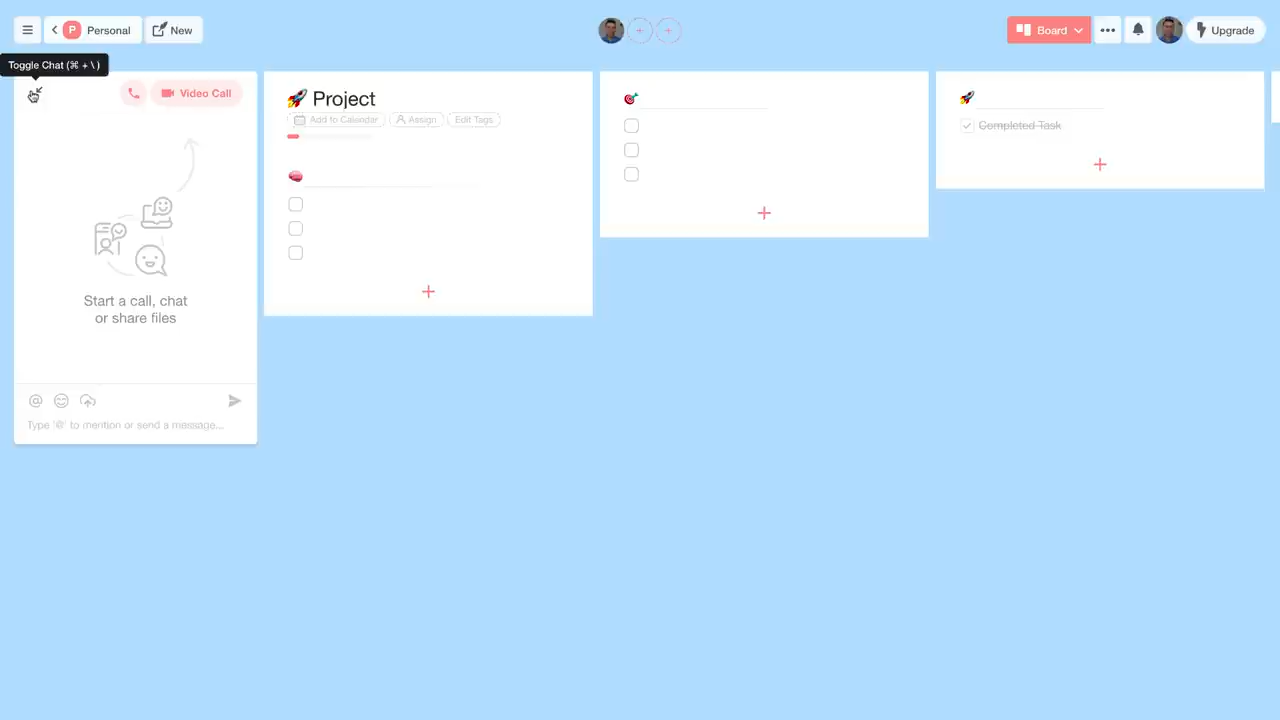 P Personal
New
Board
Upgrade
Toggle Chat (⌘ + \)
Video Call
🚀 Project
Add to Calendar
Assign
Edit Tags
Completed Task
Start a call, chat
or share files
Type '@' to mention or send a message...